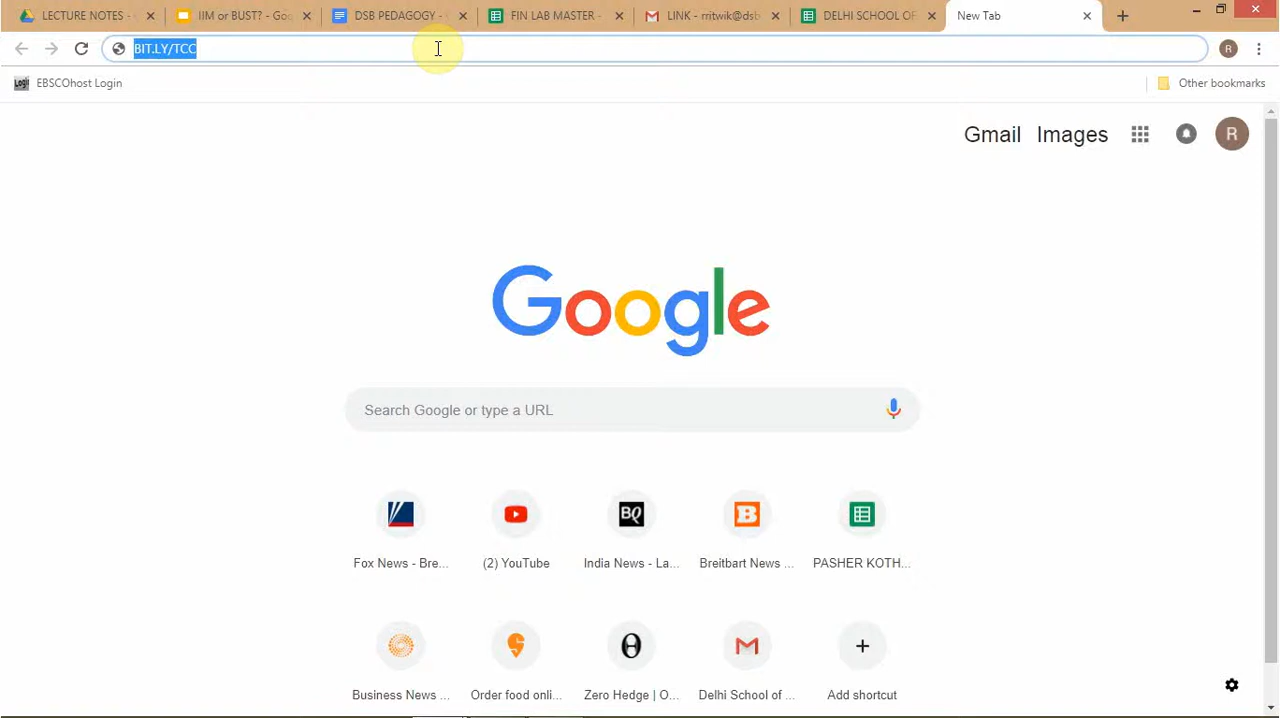 LECTURE NOTES -
IIM or BUST? - Goo
DSB PEDAGOGY -
FIN LAB MASTER -
LINK - rritwik@dsb
DELHI SCHOOL OF
New Tab
BIT.LY/TCC
R
Login
EBSCOhost Login
Other bookmarks
Gmail
Images
R
Google
Search Google or type a URL
BQ
B
Fox News - Bre...
(2) YouTube
India News - La...
Breitbart News ...
PASHER KOTH...
Business News ...
Order food onli...
Zero Hedge | O...
Delhi School of ...
Add shortcut